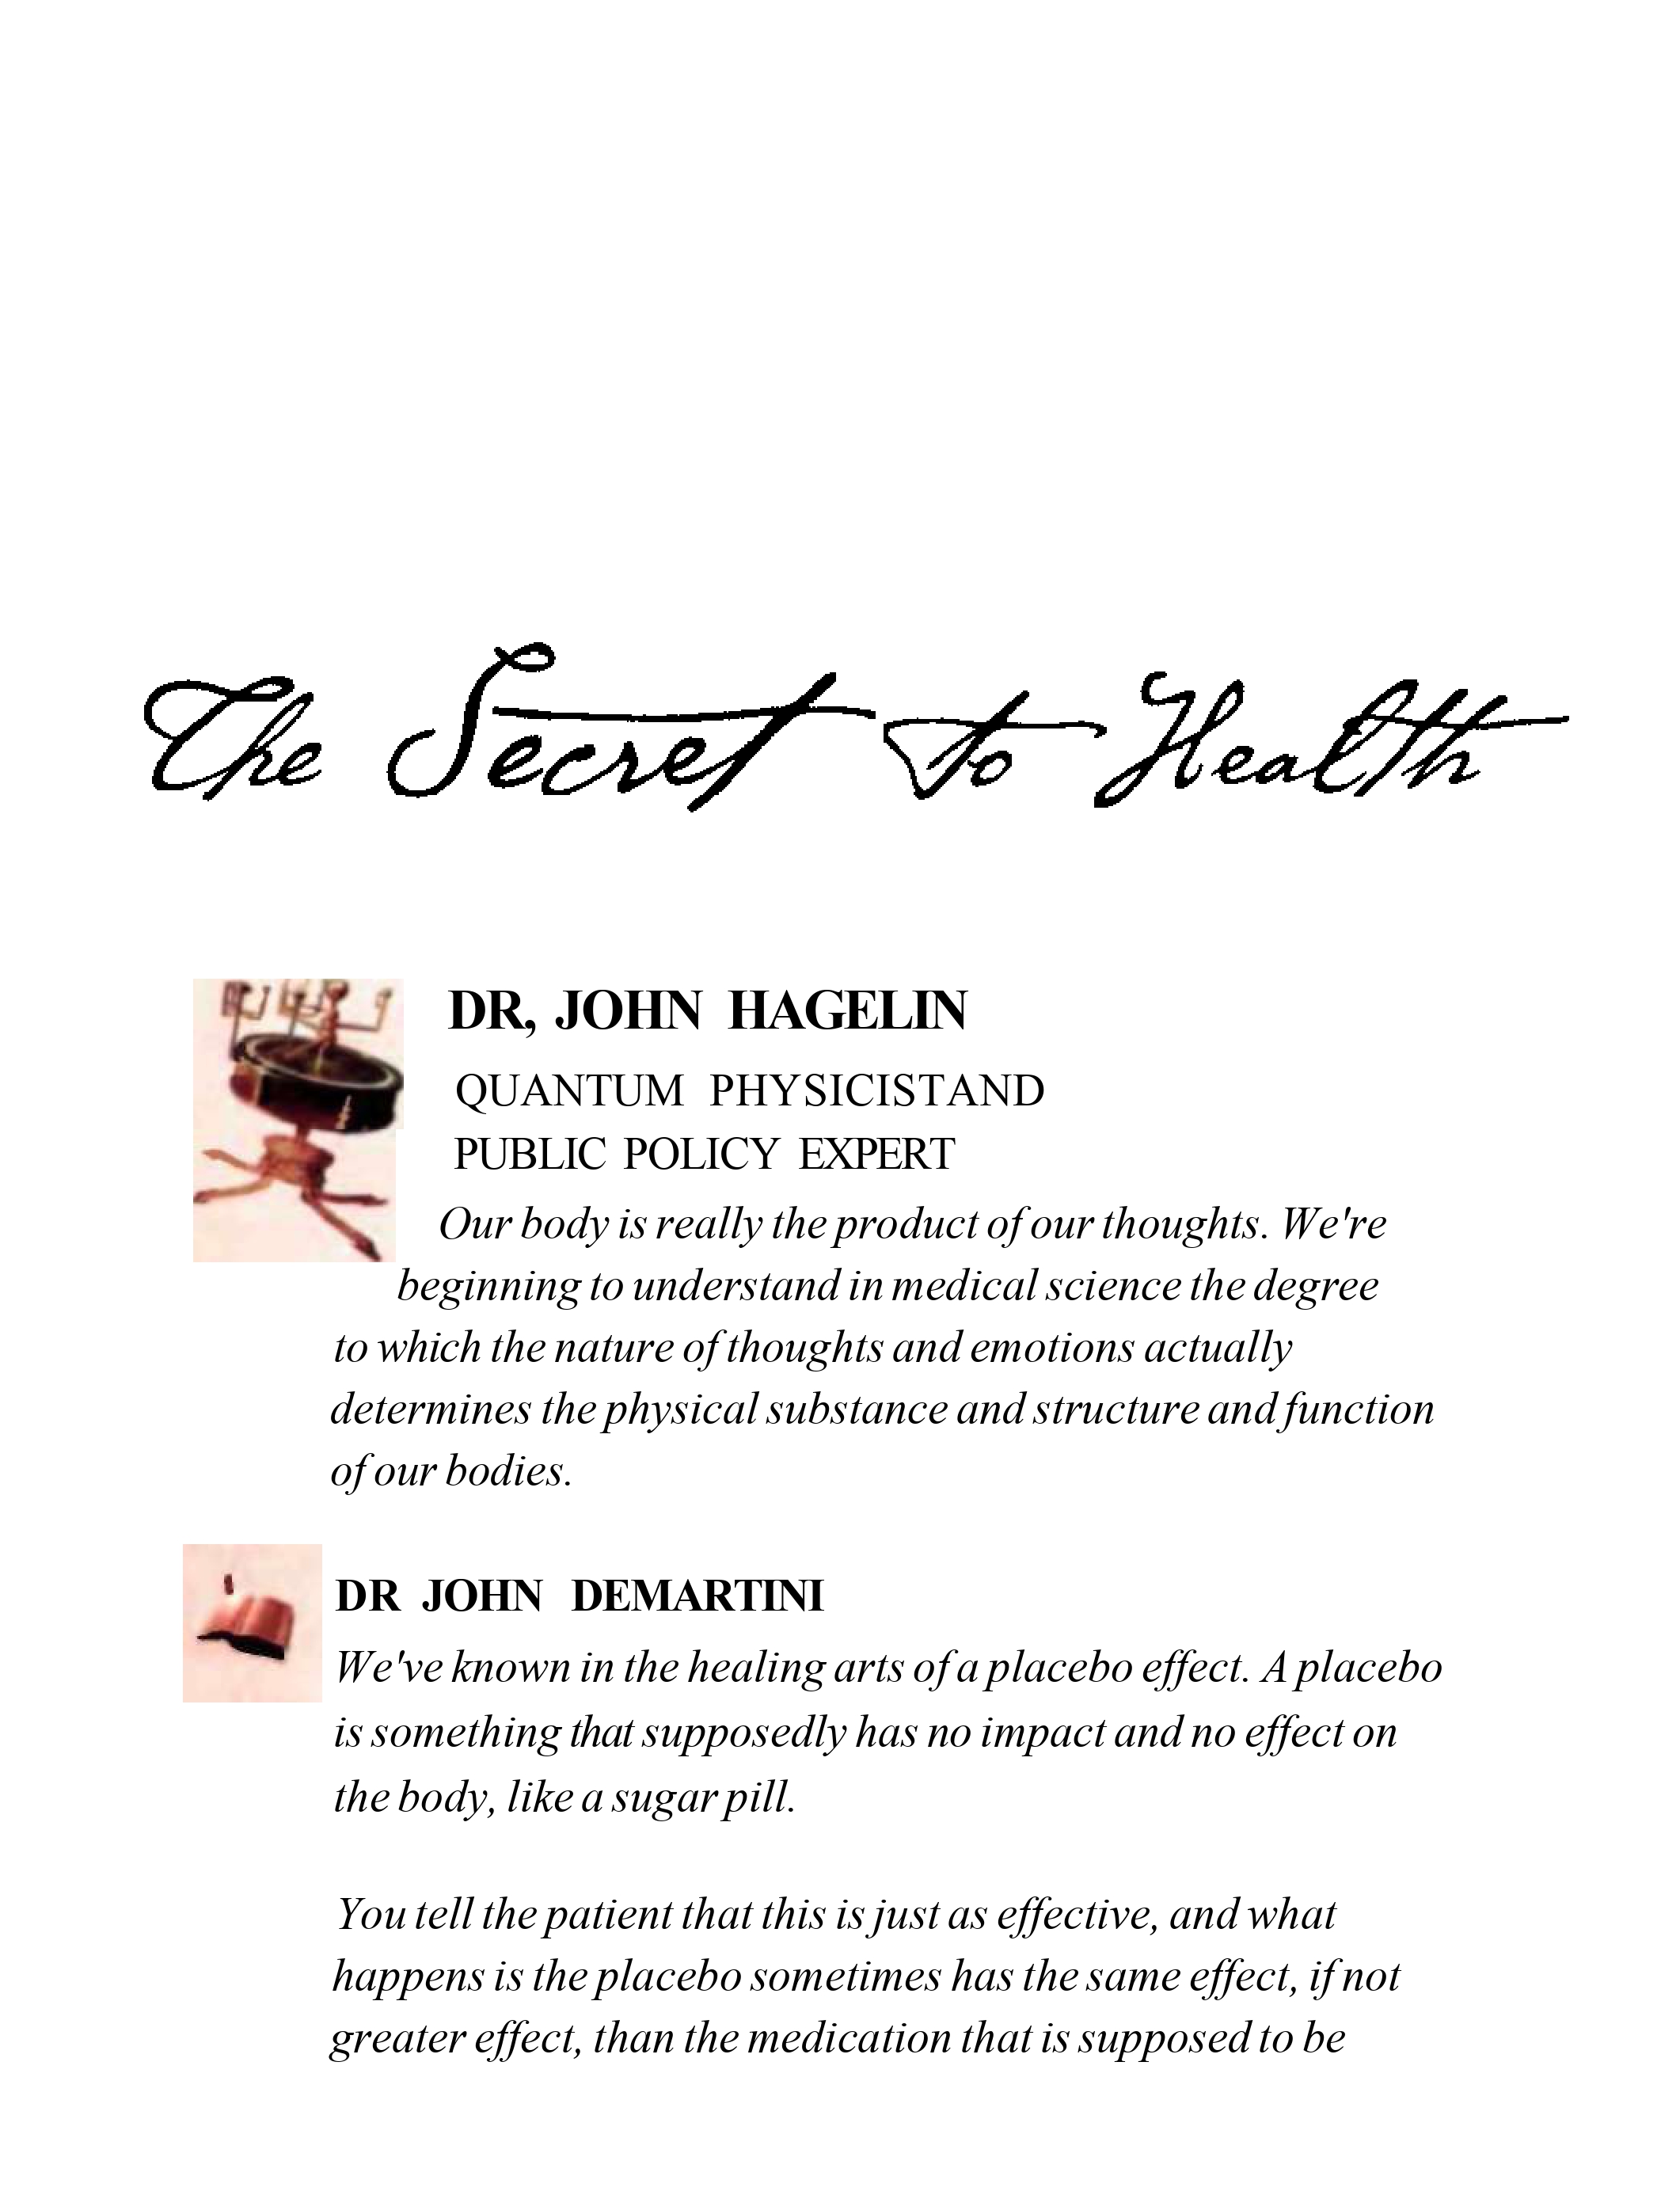 The Secret to Health
DR, JOHN HAGELIN
QUANTUM PHYSICISTAND
PUBLIC POLICY EXPERT
Our body is really the product of our thoughts. We're
beginning to understand in medical science the degree
to which the nature of thoughts and emotions actually
determines the physical substance and structure and function
of our bodies.
DR JOHN DEMARTINI
We've known in the healing arts of a placebo effect. A placebo
is something that supposedly has no impact and no effect on
the body, like a sugar pill.
You tell the patient that this is just as effective, and what
happens is the placebo sometimes has the same effect, if not
greater effect, than the medication that is supposed to be